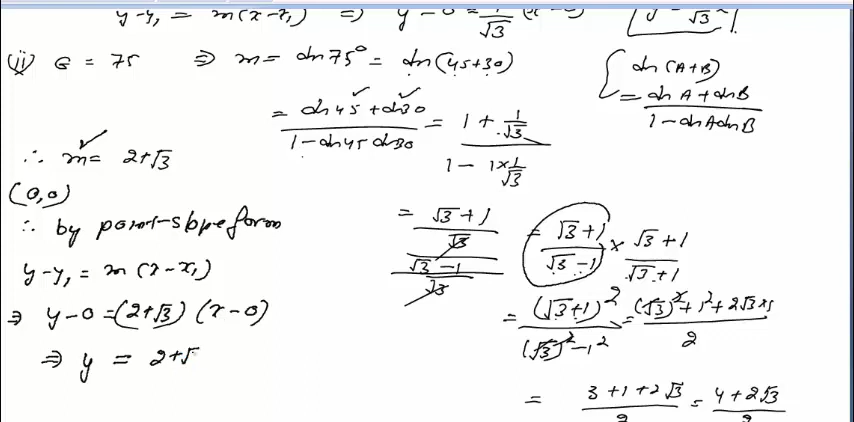 y-y₁ = m(x-x₁) ⇒ y-0 = 1/√3
(ii) G = 75 ⇒ m = tan 75° = tan (45+30)
tan (A+B) = (tan A + tan B)/(1 - tan A tan B)
= (tan 45 + tan 30)/(1 - tan 45 tan 30) = (1 + 1/√3)/(1 - 1×1/√3)
∴ m = 2+√3
(0,0)
∴ by point-slope form
y-y₁ = m(x-x₁)
⇒ y-0 = (2+√3) (x-0)
⇒ y = 2+√
= ((√3+1)/√3)/((√3-1)/√3) = (√3+1)/(√3-1) × (√3+1)/(√3+1)
= (√3+1)²/((√3)²-1²) = ((√3)²+1²+2√3×1)/2
= (3+1+2√3)/2 = (4+2√3)/2